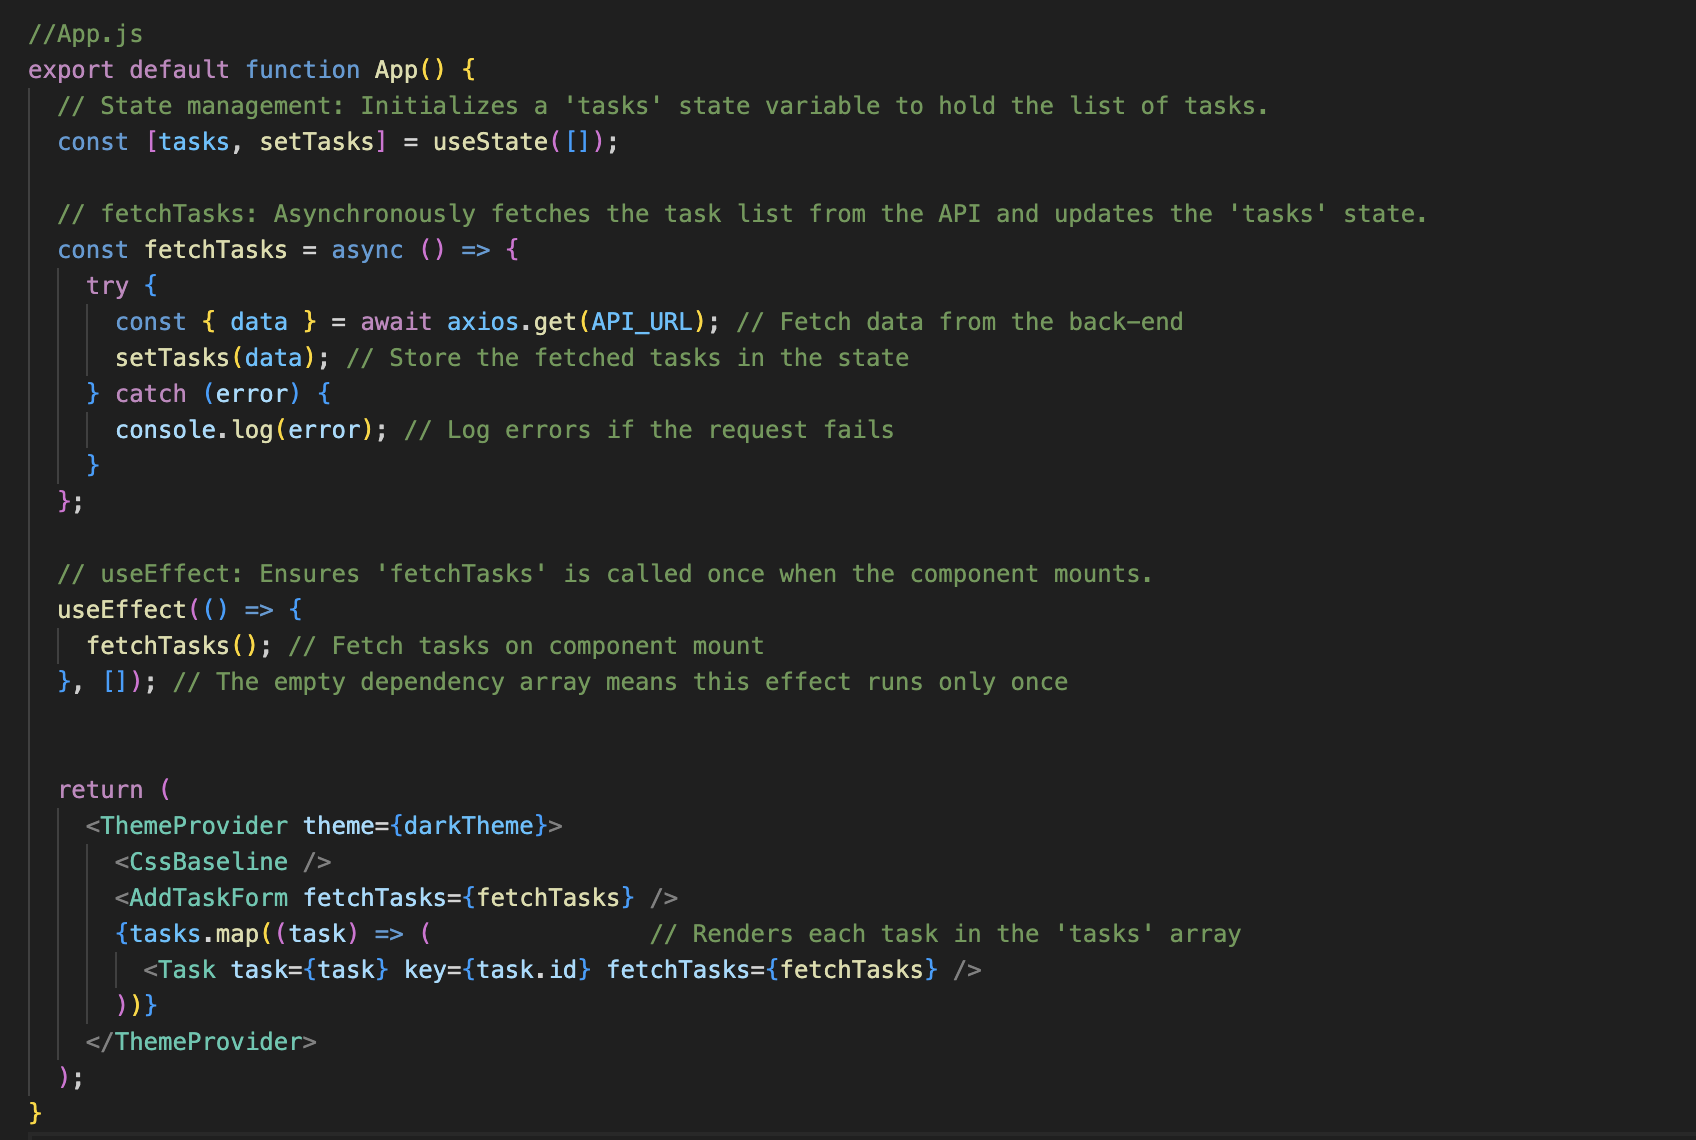 //App.js
export default function App() {
  // State management: Initializes a 'tasks' state variable to hold the list of tasks.
  const [tasks, setTasks] = useState([]);

  // fetchTasks: Asynchronously fetches the task list from the API and updates the 'tasks' state.
  const fetchTasks = async () => {
    try {
      const { data } = await axios.get(API_URL); // Fetch data from the back-end
      setTasks(data); // Store the fetched tasks in the state
    } catch (error) {
      console.log(error); // Log errors if the request fails
    }
  };

  // useEffect: Ensures 'fetchTasks' is called once when the component mounts.
  useEffect(() => {
    fetchTasks(); // Fetch tasks on component mount
  }, []); // The empty dependency array means this effect runs only once


  return (
    <ThemeProvider theme={darkTheme}>
      <CssBaseline />
      <AddTaskForm fetchTasks={fetchTasks} />
      {tasks.map((task) => (               // Renders each task in the 'tasks' array
        <Task task={task} key={task.id} fetchTasks={fetchTasks} />
      ))}
    </ThemeProvider>
  );
}